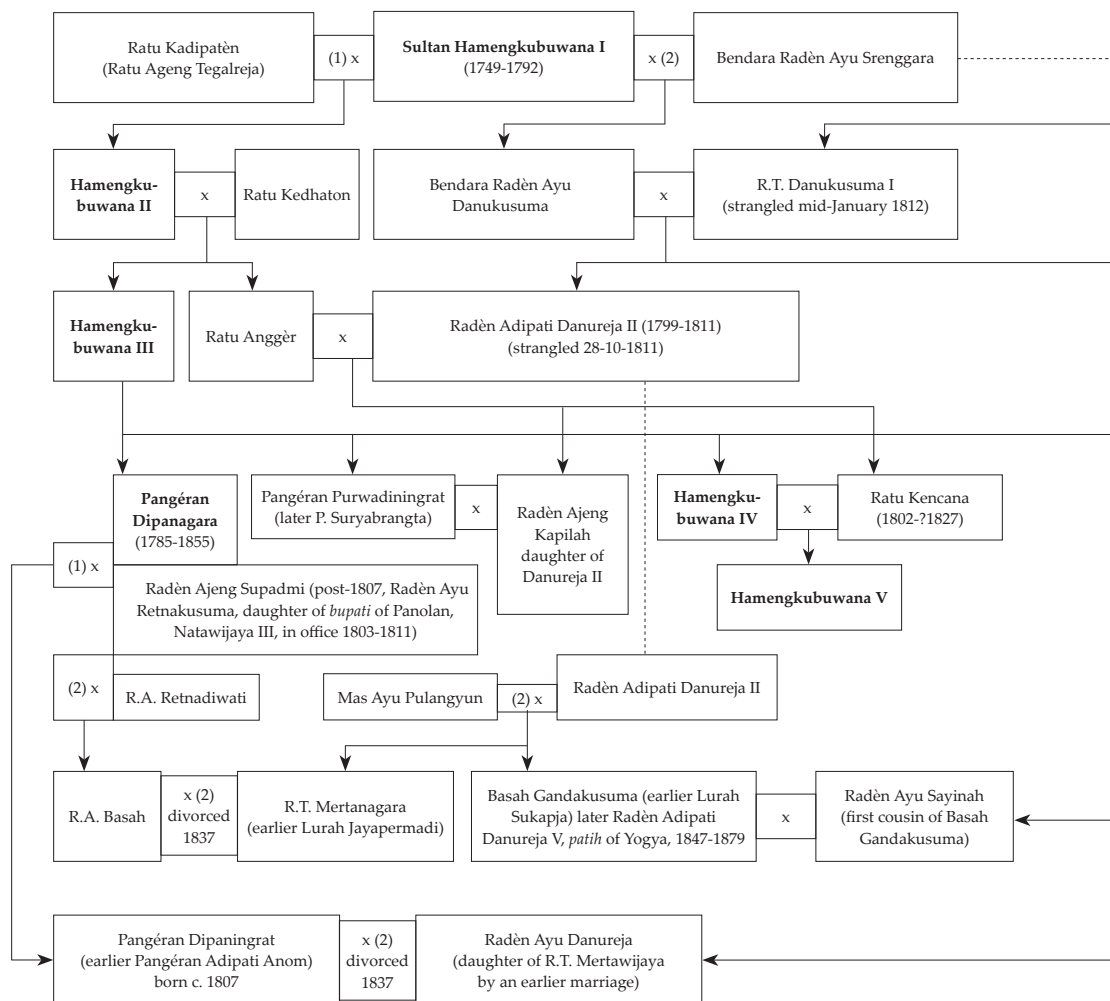 Ratu Kadipatèn
(Ratu Ageng Tegalreja)
(1) x
Sultan Hamengkubuwana I
(1749-1792)
x (2)
Bendara Radèn Ayu Srenggara
Hamengku-
buwana II
x
Ratu Kedhaton
Bendara Radèn Ayu
Danukusuma
x
R.T. Danukusuma I
(strangled mid-January 1812)
Hamengku-
buwana III
Ratu Anggèr
x
Radèn Adipati Danureja II (1799-1811)
(strangled 28-10-1811)
Pangéran
Dipanagara
(1785-1855)
Pangéran Purwadiningrat
(later P. Suryabrangta)
x
Radèn Ajeng
Kapilah
daughter of
Danureja II
Hamengku-
buwana IV
x
Ratu Kencana
(1802-?1827)
(1) x
Radèn Ajeng Supadmi (post-1807, Radèn Ayu
Retnakusuma, daughter of bupati of Panolan,
Natawijaya III, in office 1803-1811)
Hamengkubuwana V
(2) x
R.A. Retnadiwati
Mas Ayu Pulangyun
(2) x
Radèn Adipati Danureja II
R.A. Basah
x (2)
divorced
1837
R.T. Mertanagara
(earlier Lurah Jayapermadi)
Basah Gandakusuma (earlier Lurah
Sukapja) later Radèn Adipati
Danureja V, patih of Yogya, 1847-1879
x
Radèn Ayu Sayinah
(first cousin of Basah
Gandakusuma)
Pangéran Dipaningrat
(earlier Pangéran Adipati Anom)
born c. 1807
x (2)
divorced
1837
Radèn Ayu Danureja
(daughter of R.T. Mertawijaya
by an earlier marriage)